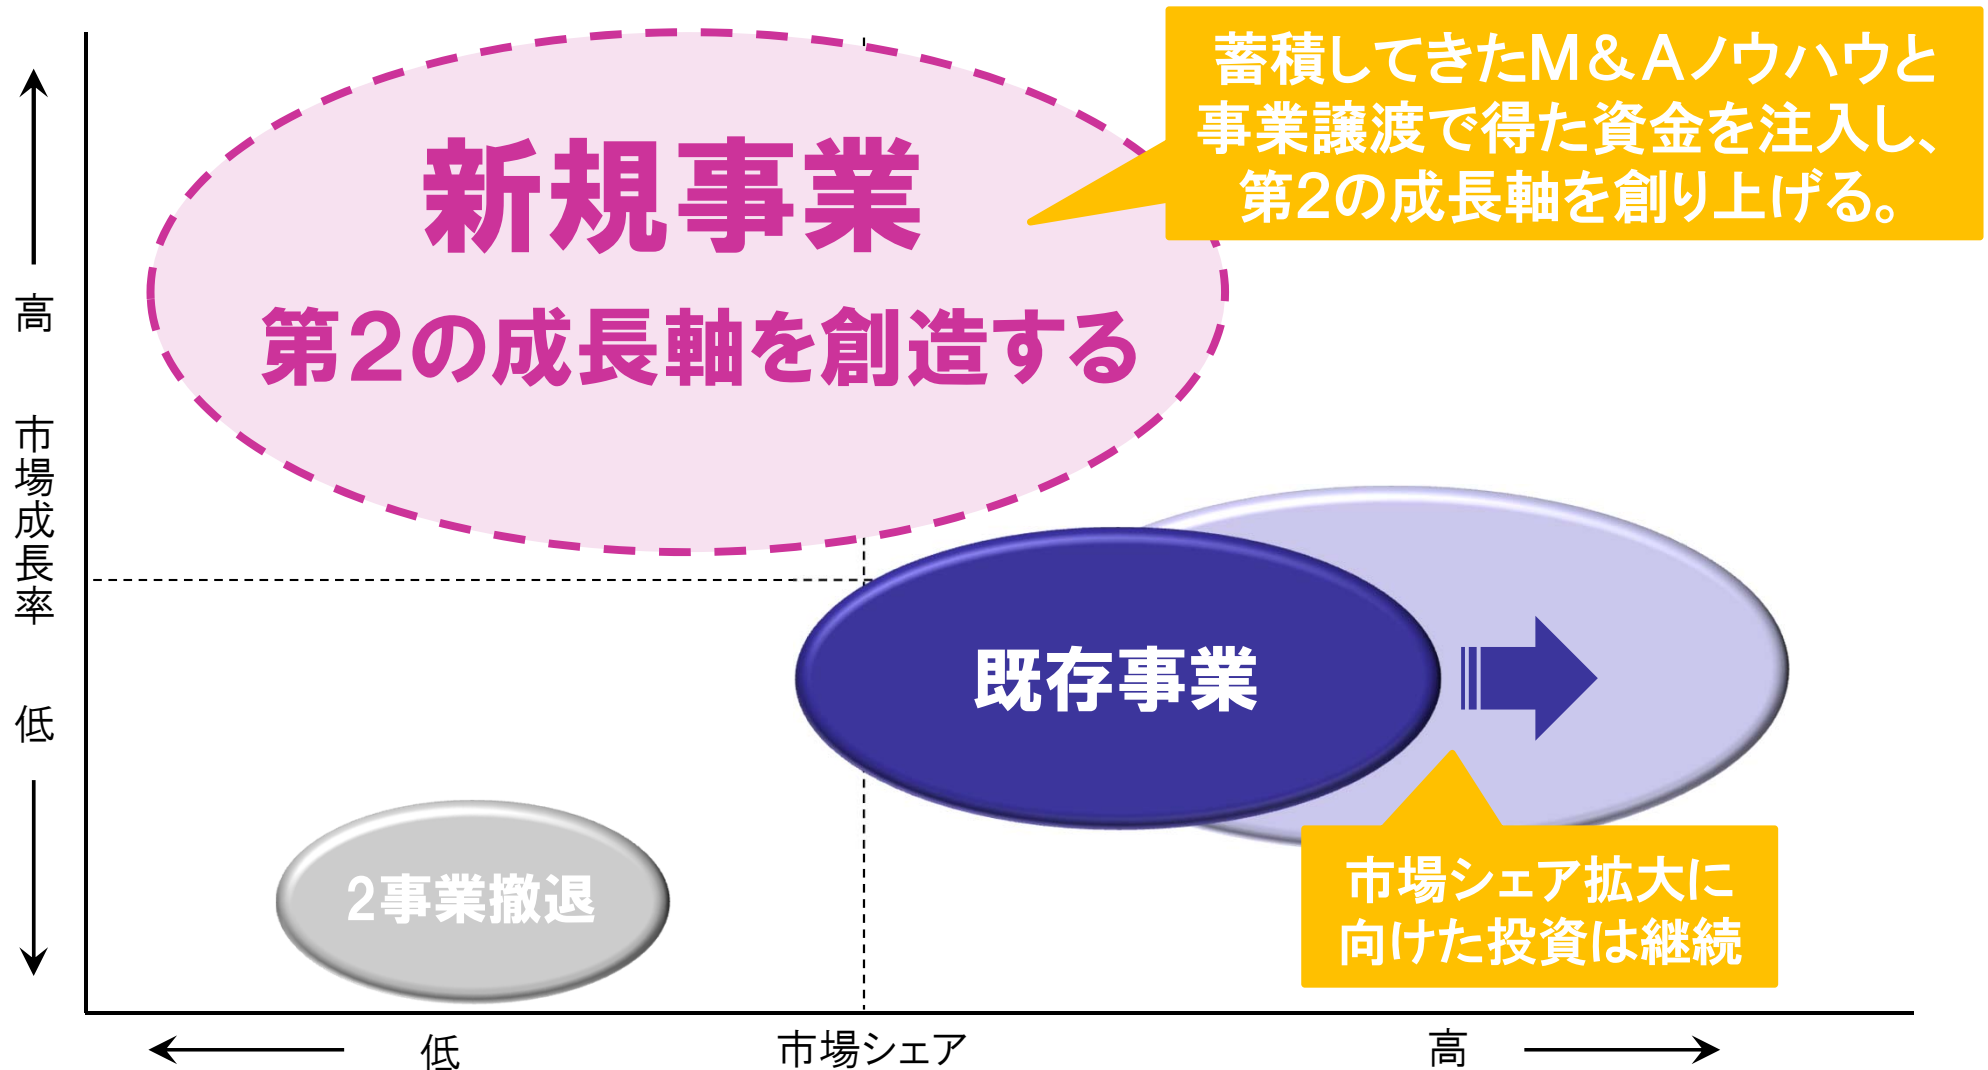 蓄積してきたM＆Aノウハウと
事業譲渡で得た資金を注入し、
第2の成長軸を創り上げる。
新規事業
第2の成長軸を創造する
高
市場成長率
低
既存事業
2事業撤退
市場シェア拡大に
向けた投資は継続
低
市場シェア
高